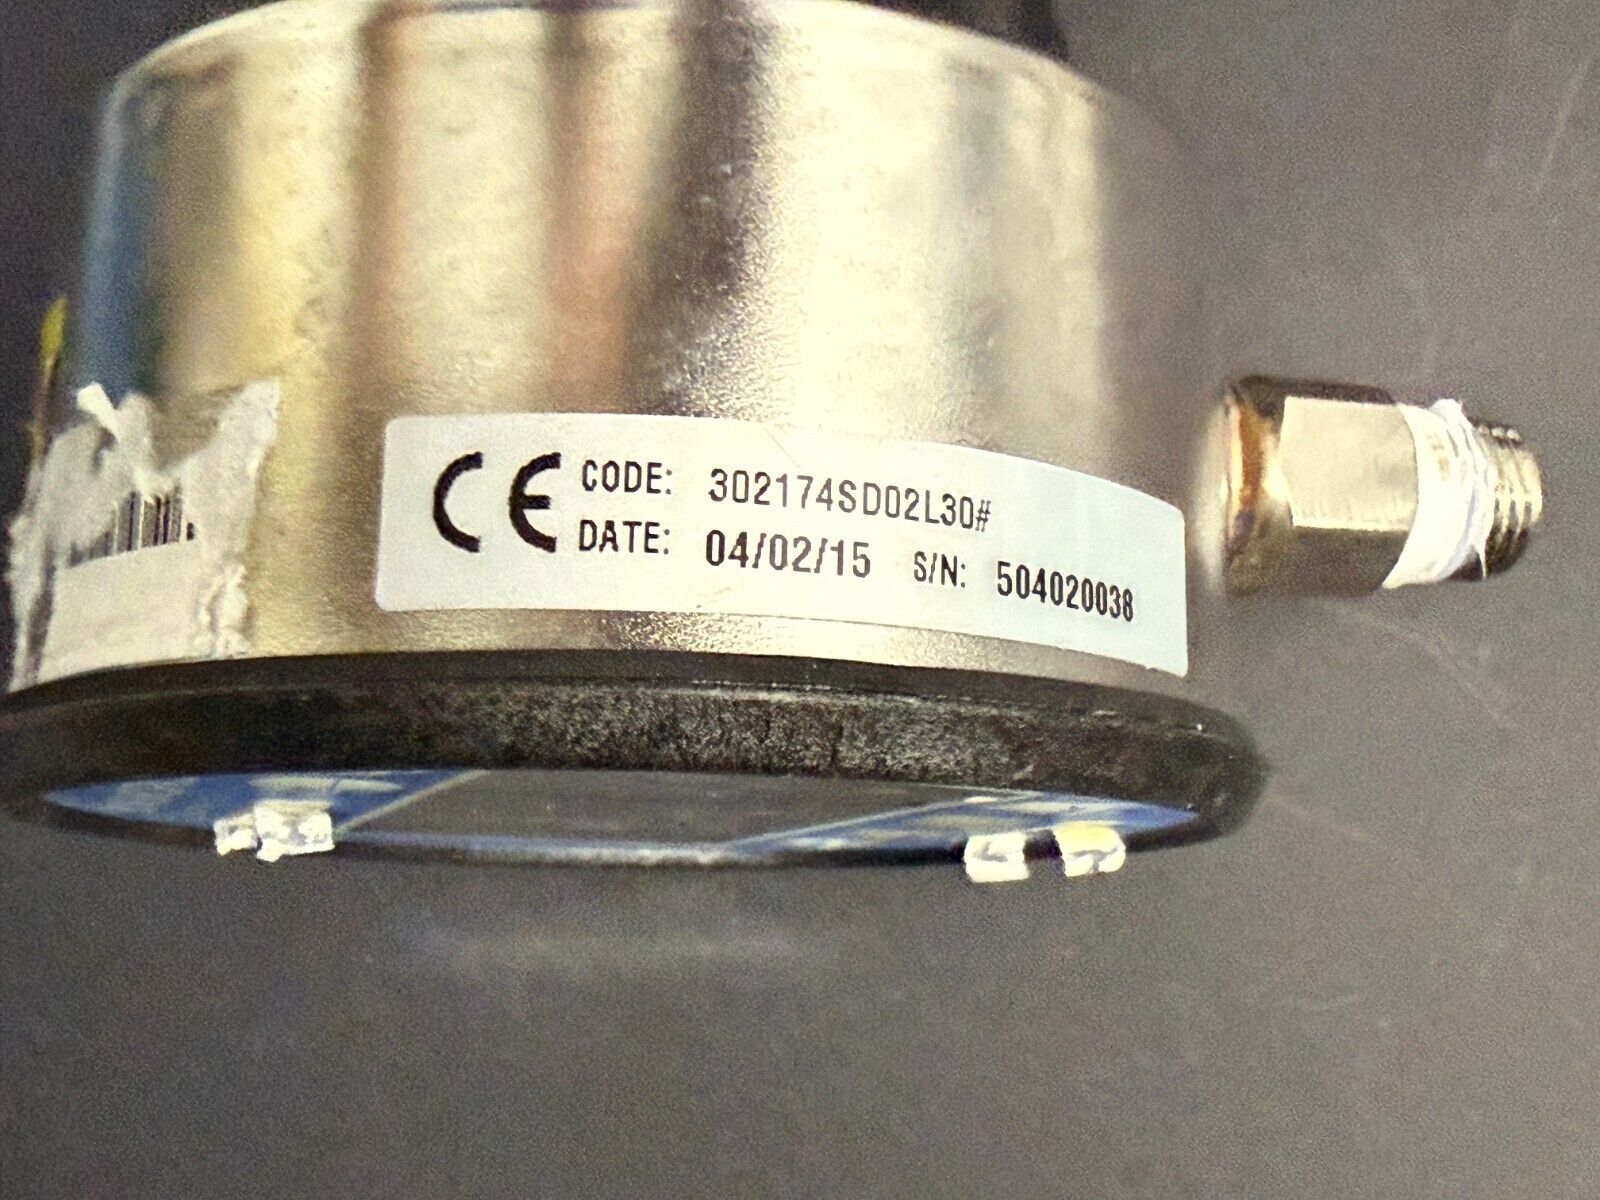 CE CODE: 302174SD02L30#
DATE: 04/02/15 S/N: 504020038